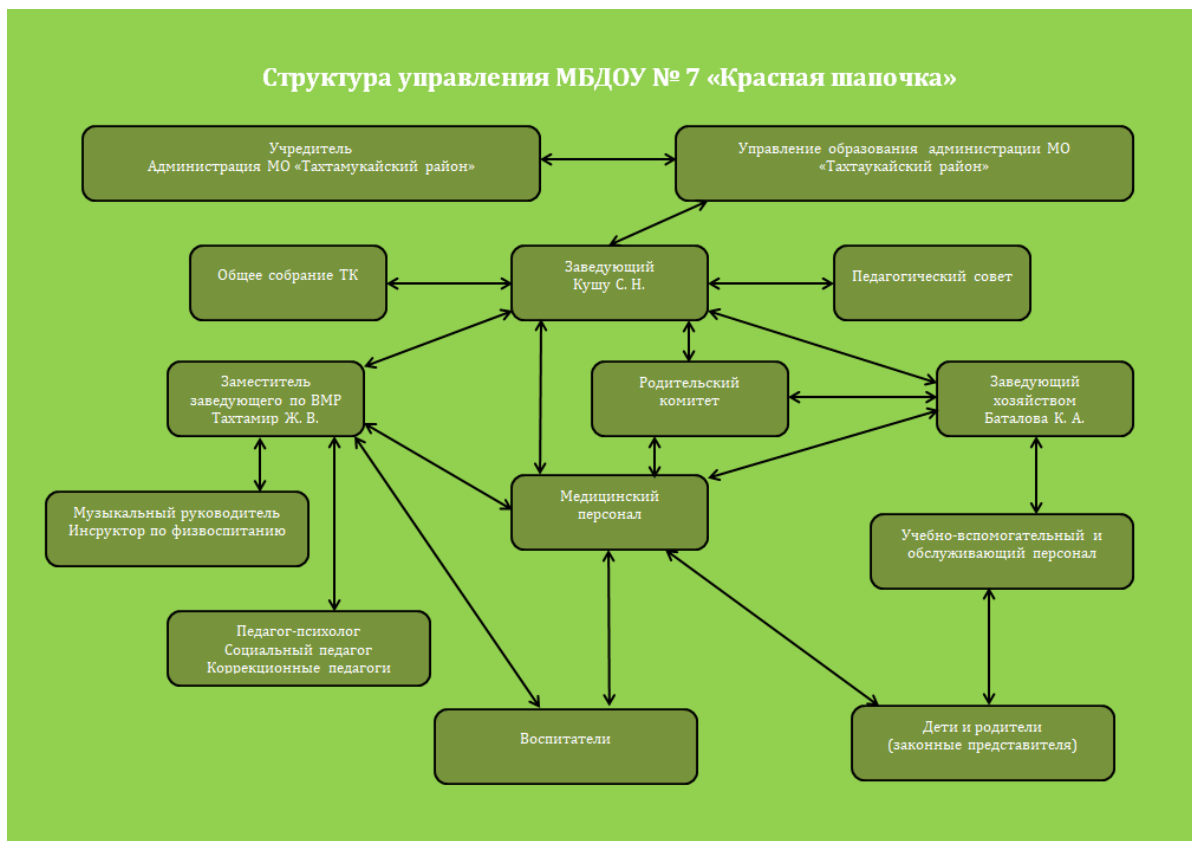 Структура управления МБДОУ № 7 «Красная шапочка»
Учредитель
Администрация МО «Тахтамукайский район»
Управление образования администрации МО
«Тахтаукайский район»
Общее собрание ТК
Заведующий
Кушу С. Н.
Педагогический совет
Заместитель
заведующего по ВМР
Тахтамир Ж. В.
Родительский
комитет
Заведующий
хозяйством
Баталова К. А.
Медицинский
персонал
Музыкальный руководитель
Инсруктор по физвоспитанию
Учебно-вспомогательный и
обслуживающий персонал
Педагог-психолог
Социальный педагог
Коррекционные педагоги
Воспитатели
Дети и родители
(законные представителя)